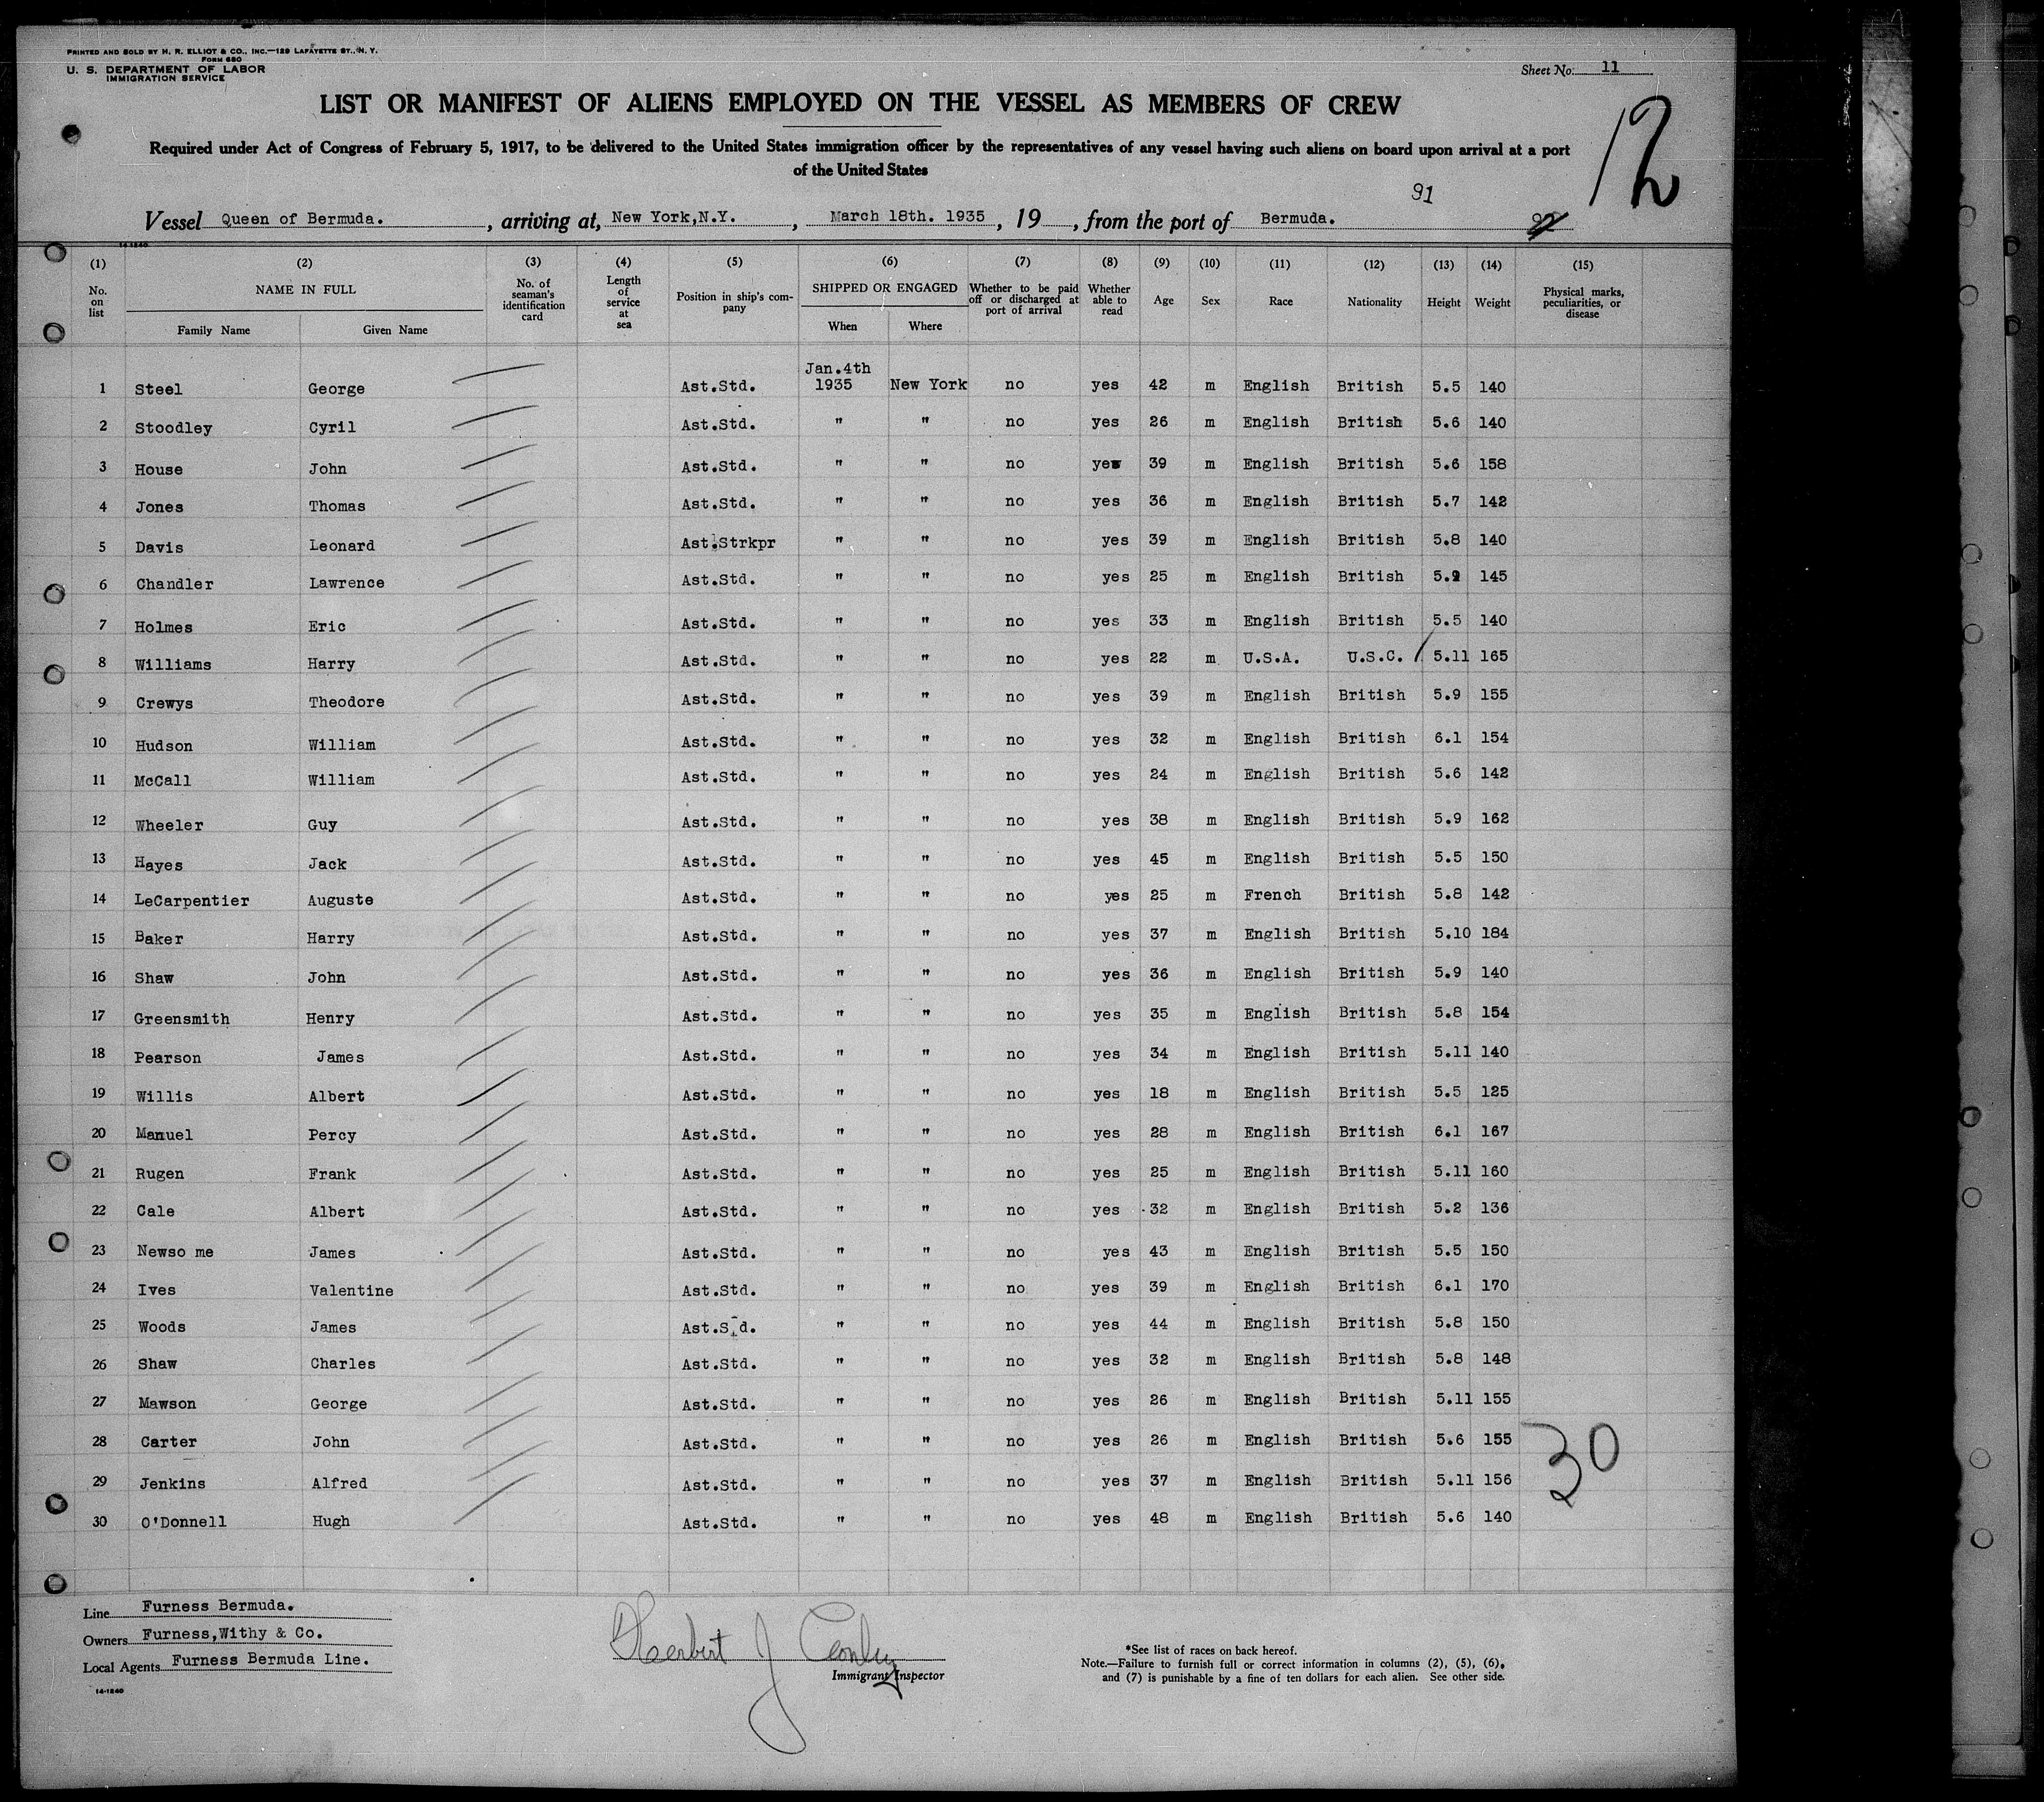 PRINTED AND SOLD BY H. R. ELLIOT & CO., INC.—129 LAFAYETTE ST., N. Y.
FORM 680
U. S. DEPARTMENT OF LABOR
IMMIGRATION SERVICE
Sheet No. 11
12
LIST OR MANIFEST OF ALIENS EMPLOYED ON THE VESSEL AS MEMBERS OF CREW
Required under Act of Congress of February 5, 1917, to be delivered to the United States immigration officer by the representatives of any vessel having such aliens on board upon arrival at a port
of the United States
91
Vessel Queen of Bermuda. , arriving at, New York,N.Y. , March 18th. 1935 , 19 , from the port of Bermuda.
14-1240
(1) No. on list (2) NAME IN FULL Family Name Given Name (3) No. of seaman's identification card (4) Length of service at sea (5) Position in ship's company (6) SHIPPED OR ENGAGED When Where (7) Whether to be paid off or discharged at port of arrival (8) Whether able to read (9) Age (10) Sex (11) Race (12) Nationality (13) Height (14) Weight (15) Physical marks, peculiarities, or disease
1 Steel George Ast.Std. Jan.4th 1935 New York no yes 42 m English British 5.5 140
2 Stoodley Cyril Ast.Std. " " no yes 26 m English British 5.6 140
3 House John Ast.Std. " " no yes 39 m English British 5.6 158
4 Jones Thomas Ast.Std. " " no yes 36 m English British 5.7 142
5 Davis Leonard Ast.Strkpr " " no yes 39 m English British 5.8 140
6 Chandler Lawrence Ast.Std. " " no yes 25 m English British 145
7 Holmes Eric Ast.Std. " " no yes 33 m English British 5.5 140
8 Williams Harry Ast.Std. " " no yes 22 m U.S.A. U.S.C. 5.11 165
9 Crewys Theodore Ast.Std. " " no yes 39 m English British 5.9 155
10 Hudson William Ast.Std. " " no yes 32 m English British 6.1 154
11 McCall William Ast.Std. " " no yes 24 m English British 5.6 142
12 Wheeler Guy Ast.Std. " " no yes 38 m English British 5.9 162
13 Hayes Jack Ast.Std. " " no yes 45 m English British 5.5 150
14 LeCarpentier Auguste Ast.Std. " " no yes 25 m French British 5.8 142
15 Baker Harry Ast.Std. " " no yes 37 m English British 5.10 184
16 Shaw John Ast.Std. " " no yes 36 m English British 5.9 140
17 Greensmith Henry Ast.Std. " " no yes 35 m English British 5.8 154
18 Pearson James Ast.Std. " " no yes 34 m English British 5.11 140
19 Willis Albert Ast.Std. " " no yes 18 m English British 5.5 125
20 Manuel Percy Ast.Std. " " no yes 28 m English British 6.1 167
21 Rugen Frank Ast.Std. " " no yes 25 m English British 5.11 160
22 Cale Albert Ast.Std. " " no yes 32 m English British 5.2 136
23 Newso me James Ast.Std. " " no yes 43 m English British 5.5 150
24 Ives Valentine Ast.Std. " " no yes 39 m English British 6.1 170
25 Woods James Ast.Std. " " no yes 44 m English British 5.8 150
26 Shaw Charles Ast.Std. " " no yes 32 m English British 5.8 148
27 Mawson George Ast.Std. " " no yes 26 m English British 5.11 155
28 Carter John Ast.Std. " " no yes 26 m English British 5.6 155
29 Jenkins Alfred Ast.Std. " " no yes 37 m English British 5.11 156
30 O'Donnell Hugh Ast.Std. " " no yes 48 m English British 5.6 140
30
Line Furness Bermuda.
Owners Furness,Withy & Co.
Local Agents Furness Bermuda Line.
14-1240
Herbert J Conley
Immigrant Inspector
*See list of races on back hereof.
Note.—Failure to furnish full or correct information in columns (2), (5), (6), and (7) is punishable by a fine of ten dollars for each alien. See other side.